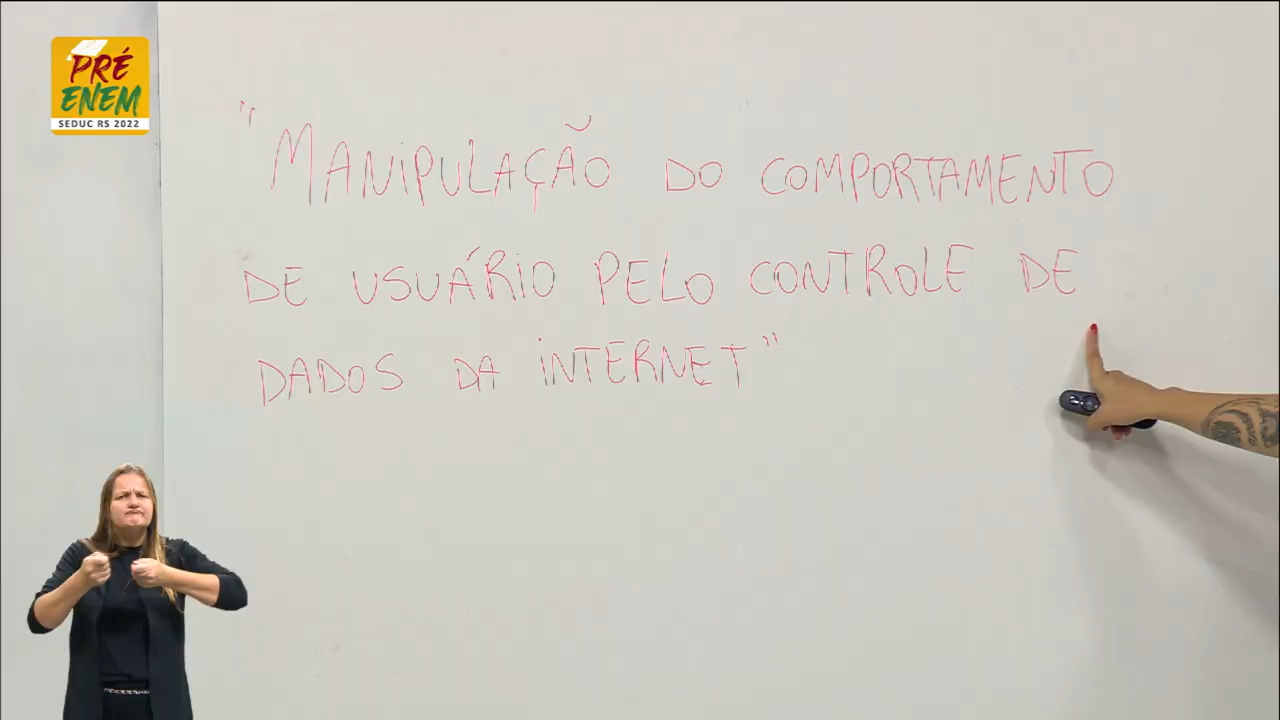 PRÉ
ENEM
SEDUC RS 2022
"MANIPULAÇÃO DO COMPORTAMENTO
DE USUÁRIO PELO CONTROLE DE
DADOS DA INTERNET"